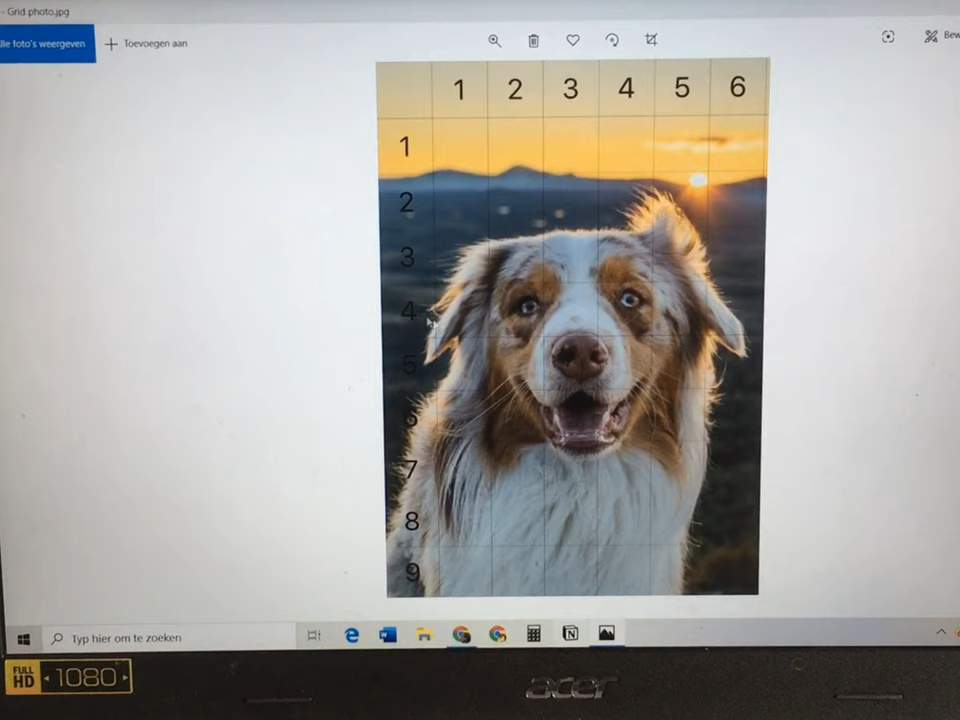 - Grid photo.jpg
lle foto's weergeven
Toevoegen aan
Bew
1 2 3 4 5 6
1
2
3
4
5
6
7
8
9
Typ hier om te zoeken
FULL HD 1080
acer